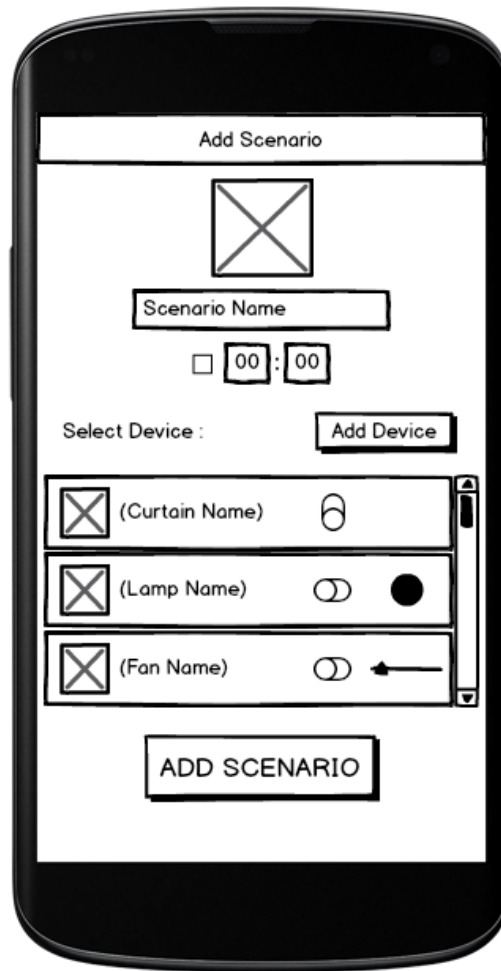 Add Scenario
Scenario Name
00 : 00
Select Device : Add Device
(Curtain Name)
(Lamp Name)
(Fan Name)
ADD SCENARIO